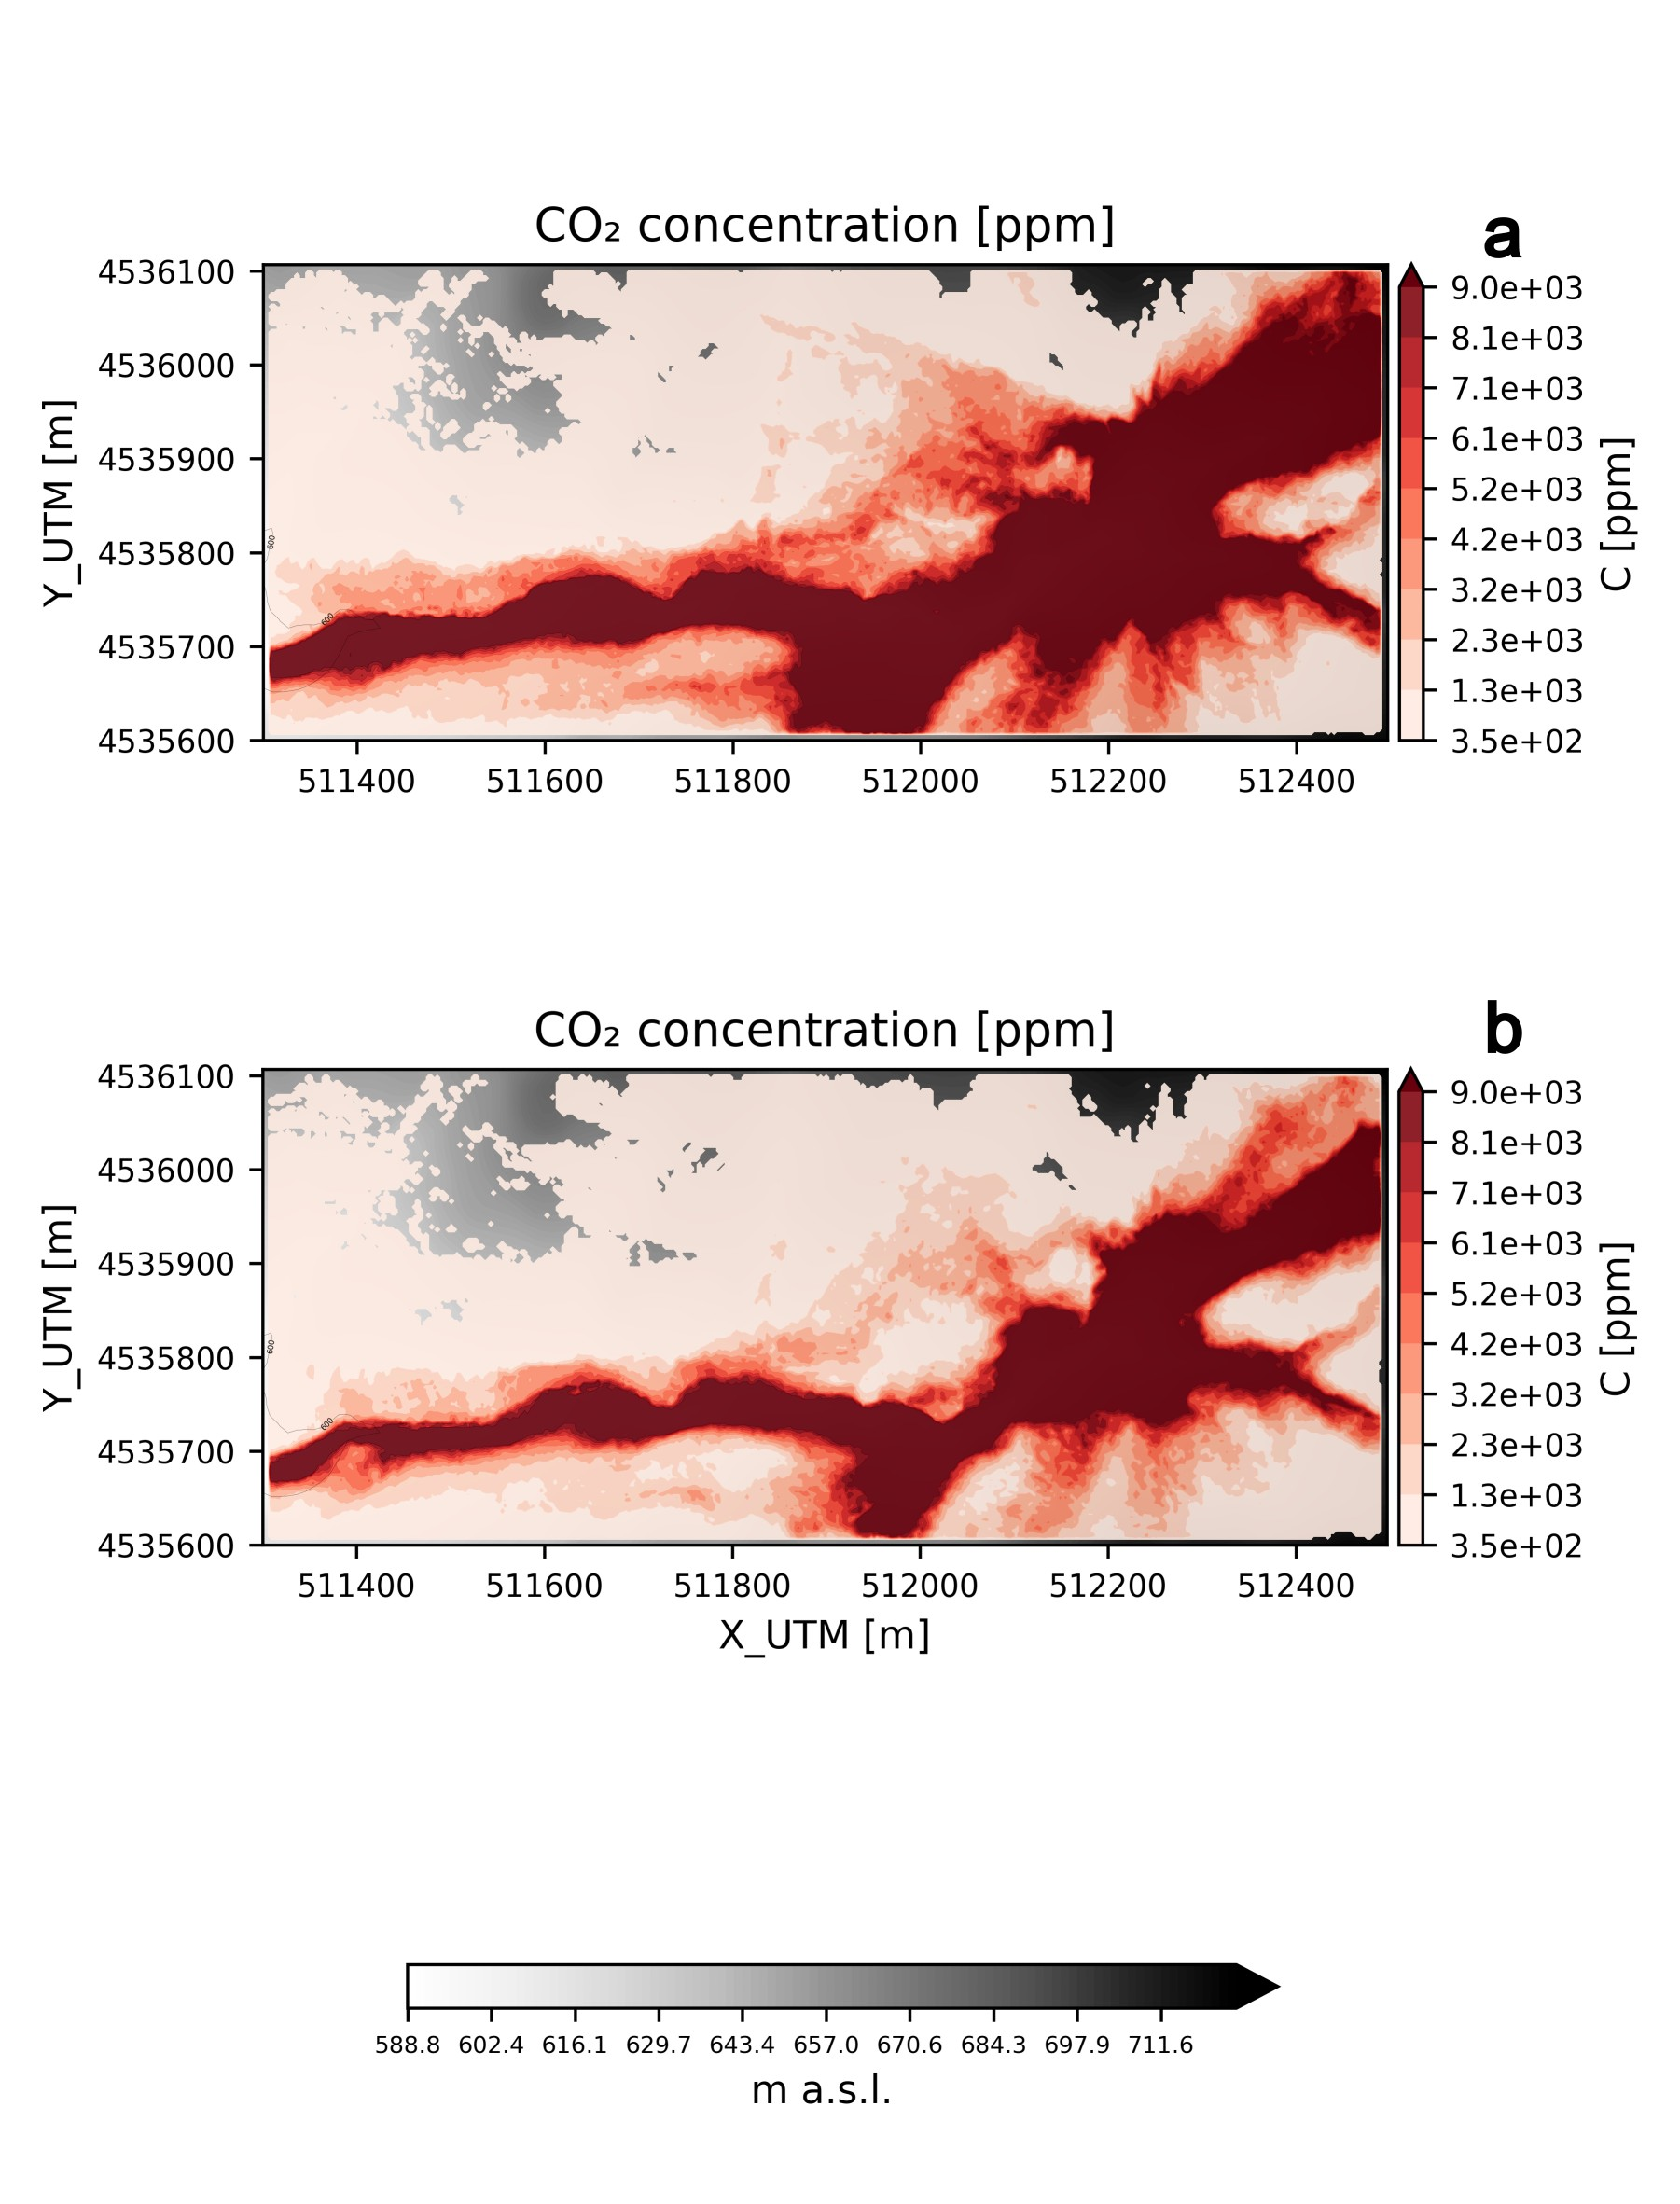 CO₂ concentration [ppm]
a
4536100
4536000
4535900
4535800
4535700
4535600
Y_UTM [m]
600
600
511400 511600 511800 512000 512200 512400
9.0e+03
8.1e+03
7.1e+03
6.1e+03
5.2e+03
4.2e+03
3.2e+03
2.3e+03
1.3e+03
3.5e+02
C [ppm]
CO₂ concentration [ppm]
b
4536100
4536000
4535900
4535800
4535700
4535600
Y_UTM [m]
600
600
511400 511600 511800 512000 512200 512400
X_UTM [m]
9.0e+03
8.1e+03
7.1e+03
6.1e+03
5.2e+03
4.2e+03
3.2e+03
2.3e+03
1.3e+03
3.5e+02
C [ppm]
588.8 602.4 616.1 629.7 643.4 657.0 670.6 684.3 697.9 711.6
m a.s.l.